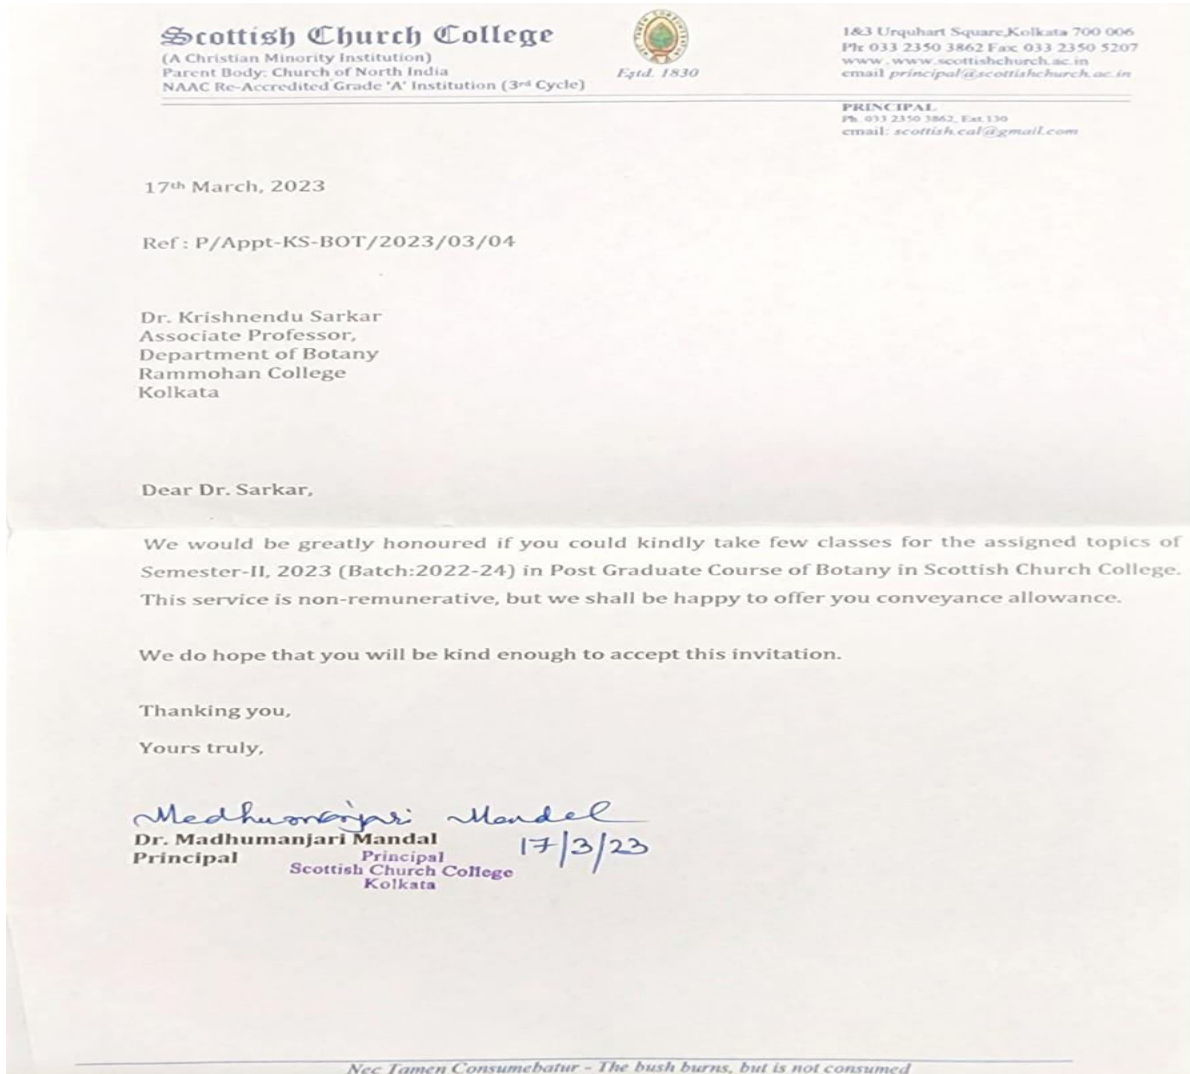 Scottish Church College
(A Christian Minority Institution)
Parent Body: Church of North India
NAAC Re-Accredited Grade 'A' Institution (3rd Cycle)
Estd. 1830
1&3 Urquhart Square,Kolkata 700 006
Ph: 033 2350 3862 Fax: 033 2350 5207
www.www.scottishchurch.ac.in
email principal@scottishchurch.ac.in
PRINCIPAL
Ph. 033 2350 3862, Ext.130
email: scottish.cal@gmail.com
17th March, 2023
Ref : P/Appt-KS-BOT/2023/03/04
Dr. Krishnendu Sarkar
Associate Professor,
Department of Botany
Rammohan College
Kolkata
Dear Dr. Sarkar,
We would be greatly honoured if you could kindly take few classes for the assigned topics of
Semester-II, 2023 (Batch:2022-24) in Post Graduate Course of Botany in Scottish Church College.
This service is non-remunerative, but we shall be happy to offer you conveyance allowance.
We do hope that you will be kind enough to accept this invitation.
Thanking you,
Yours truly,
Madhumanjari Mandal
17/3/23
Dr. Madhumanjari Mandal
Principal
Principal
Scottish Church College
Kolkata
Nec Tamen Consumebatur - The bush burns, but is not consumed